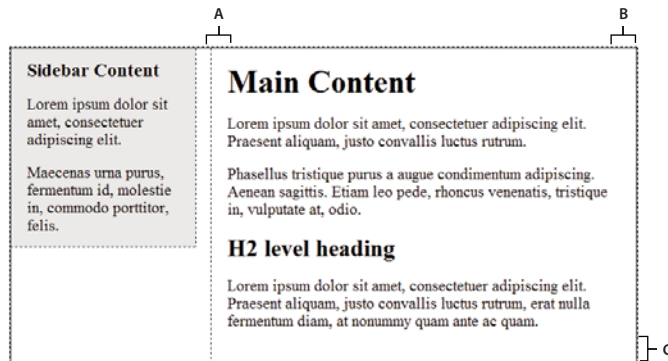 A
B
Sidebar Content
Lorem ipsum dolor sit
amet, consectetuer
adipiscing elit.
Maecenas urna purus,
fermentum id, molestie
in, commodo porttitor,
felis.
Main Content
Lorem ipsum dolor sit amet, consectetuer adipiscing elit.
Praesent aliquam, justo convallis luctus rutrum.
Phasellus tristique purus a augue condimentum adipiscing.
Aenean sagittis. Etiam leo pede, rhoncus venenatis, tristique
in, vulputate at, odio.
H2 level heading
Lorem ipsum dolor sit amet, consectetuer adipiscing elit.
Praesent aliquam, justo convallis luctus rutrum, erat nulla
fermentum diam, at nonummy quam ante ac quam.
C